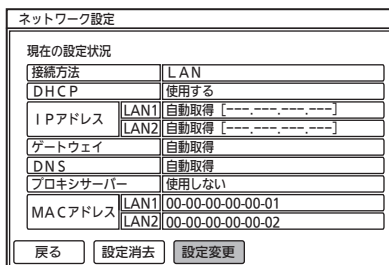 ネットワーク設定
現在の設定状況
接続方法 ＬＡＮ
ＤＨＣＰ 使用する
ＩＰアドレス LAN1 自動取得［---.---.---.---］
LAN2 自動取得［---.---.---.---］
ゲートウェイ 自動取得
ＤＮＳ 自動取得
プロキシサーバー 使用しない
ＭＡＣアドレス LAN1 00-00-00-00-00-01
LAN2 00-00-00-00-00-02
戻る 設定消去 設定変更